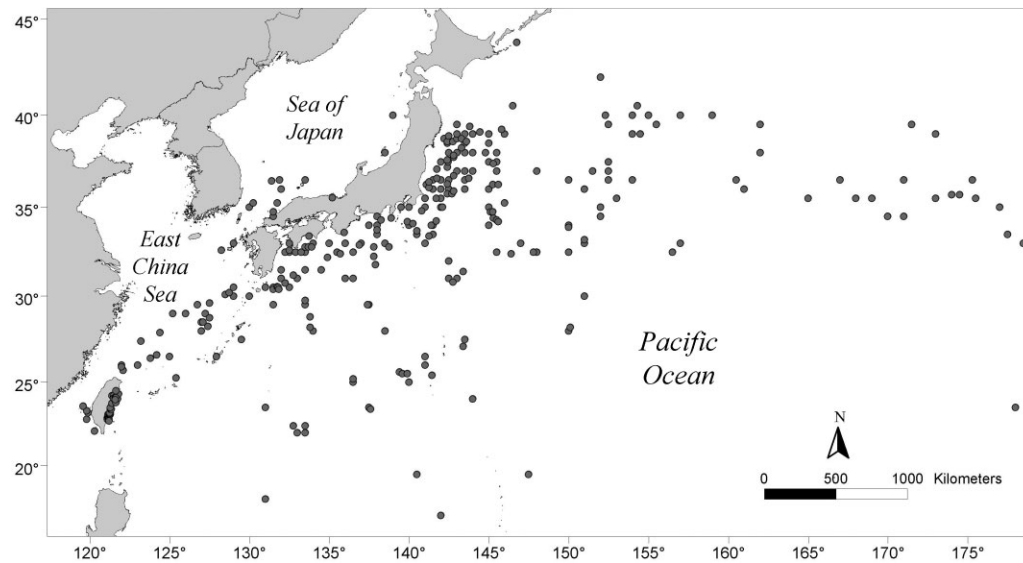 45°
40°
35°
30°
25°
20°
Sea of
Japan
East
China
Sea
Pacific
Ocean
N
0 500 1000 Kilometers
120° 125° 130° 135° 140° 145° 150° 155° 160° 165° 170° 175°